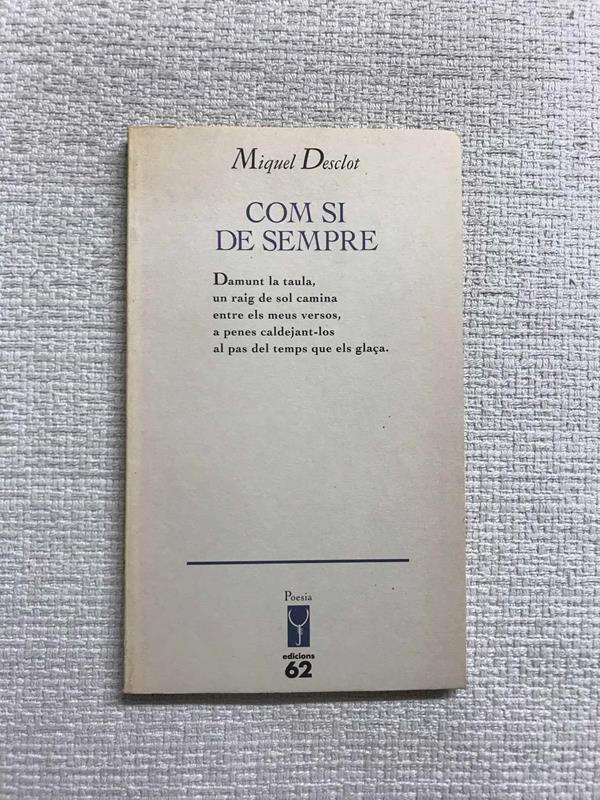 Miquel Desclot
COM SI
DE SEMPRE
Damunt la taula,
un raig de sol camina
entre els meus versos,
a penes caldejant-los
al pas del temps que els glaça.
Poesia
edicions
62